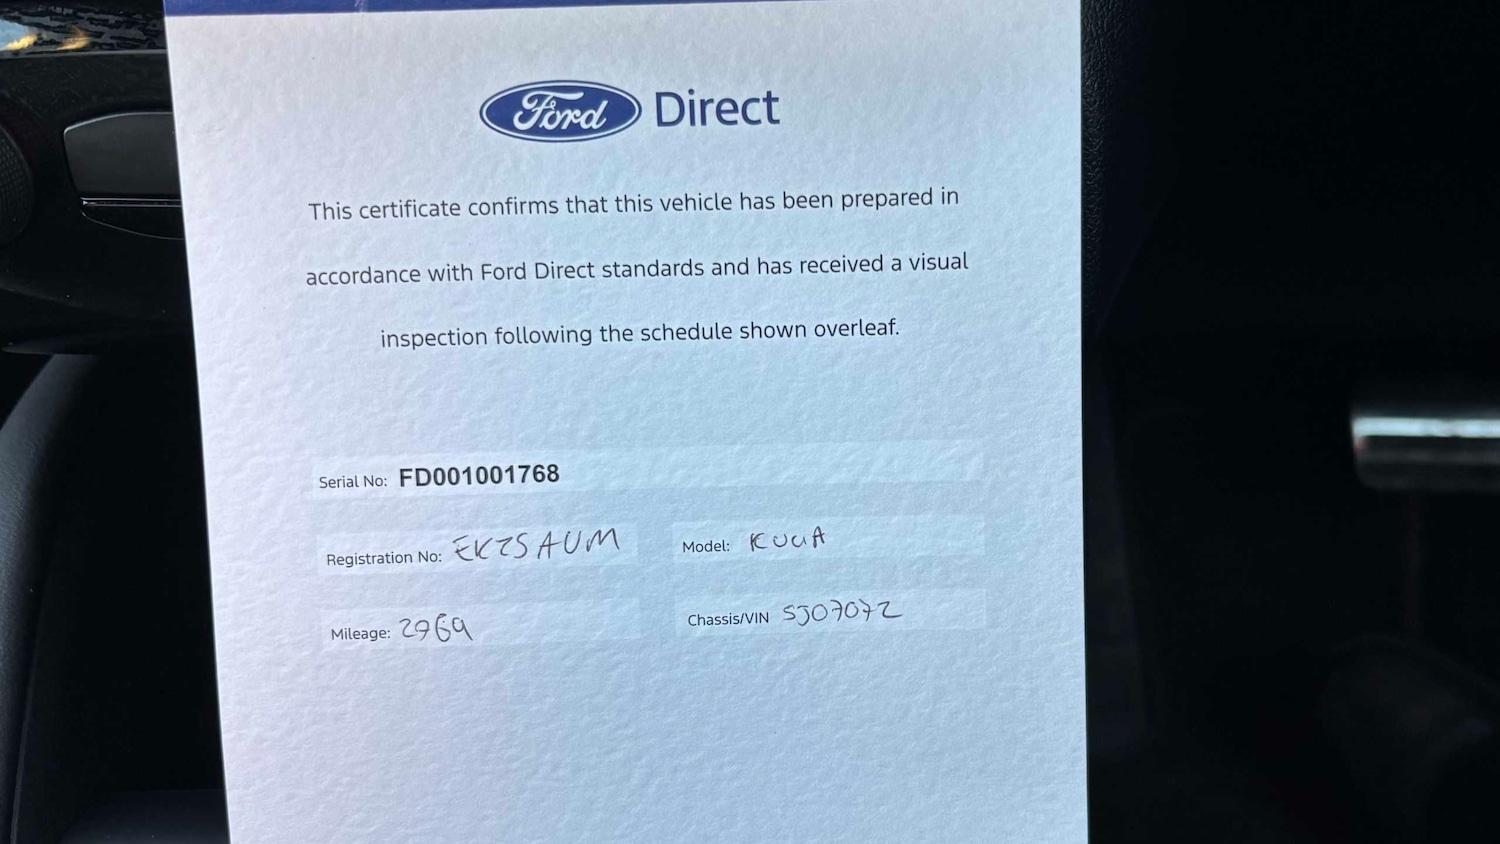 Ford Direct
This certificate confirms that this vehicle has been prepared in
accordance with Ford Direct standards and has received a visual
inspection following the schedule shown overleaf.
Serial No: FD001001768
Registration No: EK25 AUM Model: KUGA
Mileage: 2969 Chassis/VIN SJ07072